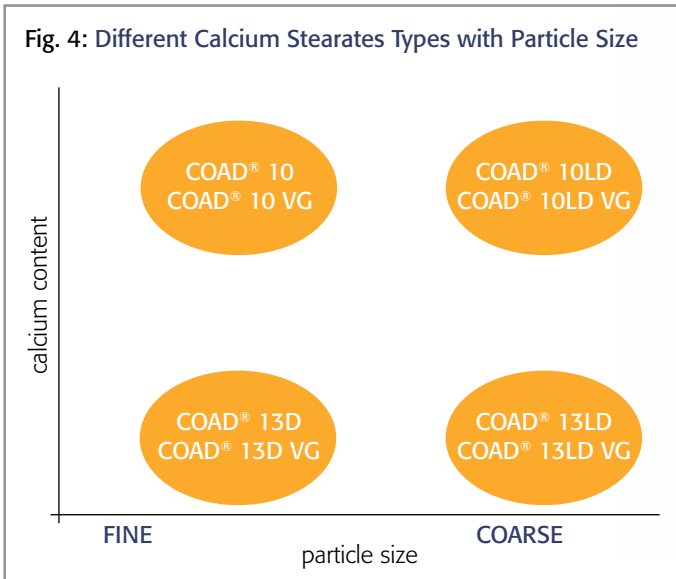 Fig. 4: Different Calcium Stearates Types with Particle Size
calcium content
COAD® 10
COAD® 10 VG
COAD® 10LD
COAD® 10LD VG
COAD® 13D
COAD® 13D VG
COAD® 13LD
COAD® 13LD VG
FINE
COARSE
particle size